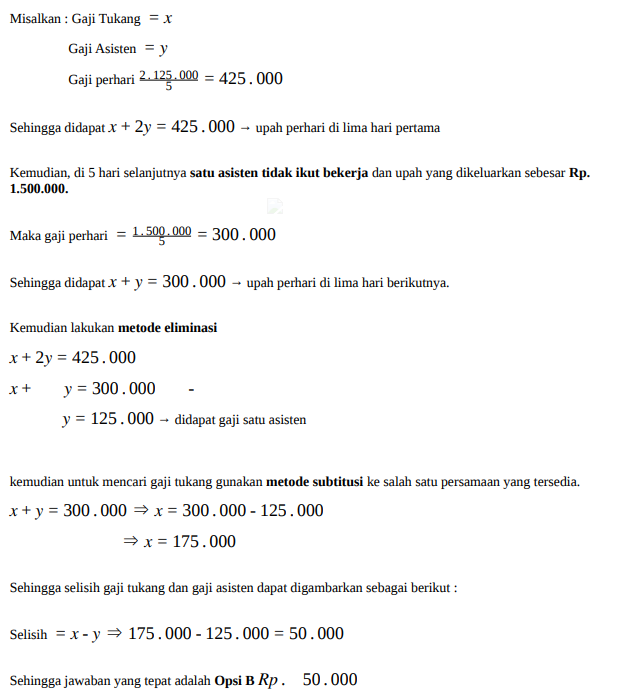 Misalkan : Gaji Tukang = x
Gaji Asisten = y
Gaji perhari 2.125.000/5 = 425.000
Sehingga didapat x + 2y = 425.000 → upah perhari di lima hari pertama
Kemudian, di 5 hari selanjutnya satu asisten tidak ikut bekerja dan upah yang dikeluarkan sebesar Rp.
1.500.000.
Maka gaji perhari = 1.500.000/5 = 300.000
Sehingga didapat x + y = 300.000 → upah perhari di lima hari berikutnya.
Kemudian lakukan metode eliminasi
x + 2y = 425.000
x + y = 300.000 -
y = 125.000 → didapat gaji satu asisten
kemudian untuk mencari gaji tukang gunakan metode subtitusi ke salah satu persamaan yang tersedia.
x + y = 300.000 ⇒ x = 300.000 - 125.000
⇒ x = 175.000
Sehingga selisih gaji tukang dan gaji asisten dapat digambarkan sebagai berikut :
Selisih = x - y ⇒ 175.000 - 125.000 = 50.000
Sehingga jawaban yang tepat adalah Opsi B Rp. 50.000